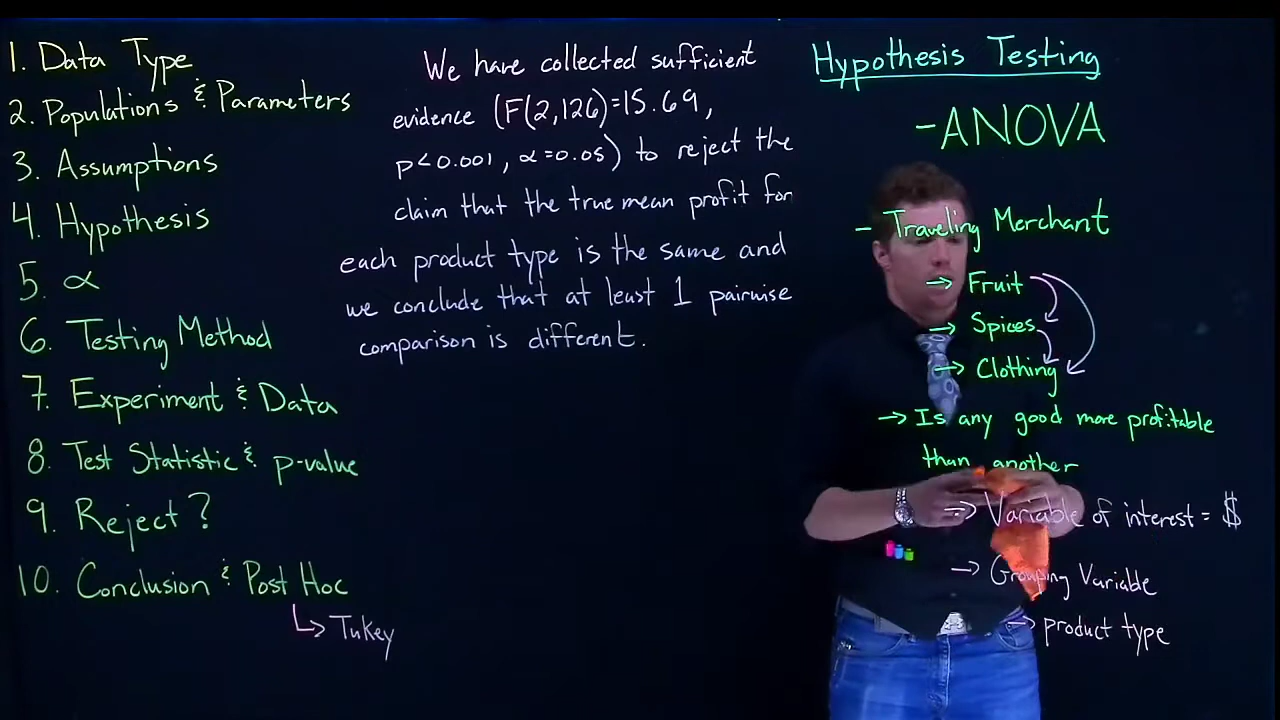 1. Data Type
2. Populations & Parameters
3. Assumptions
4. Hypothesis
5. α
6. Testing Method
7. Experiment & Data
8. Test Statistic & p-value
9. Reject?
10. Conclusion & Post Hoc
↳ Tukey
We have collected sufficient
evidence (F(2,126)=15.69,
p<0.001, α=0.05) to reject the
claim that the true mean profit for
each product type is the same and
we conclude that at least 1 pairwise
comparison is different.
Hypothesis Testing
-ANOVA
- Traveling Merchant
→ Fruit
→ Spices
→ Clothing
→ Is any good more profitable
than another
→ Variable of interest = $
→ Grouping Variable
→ product type